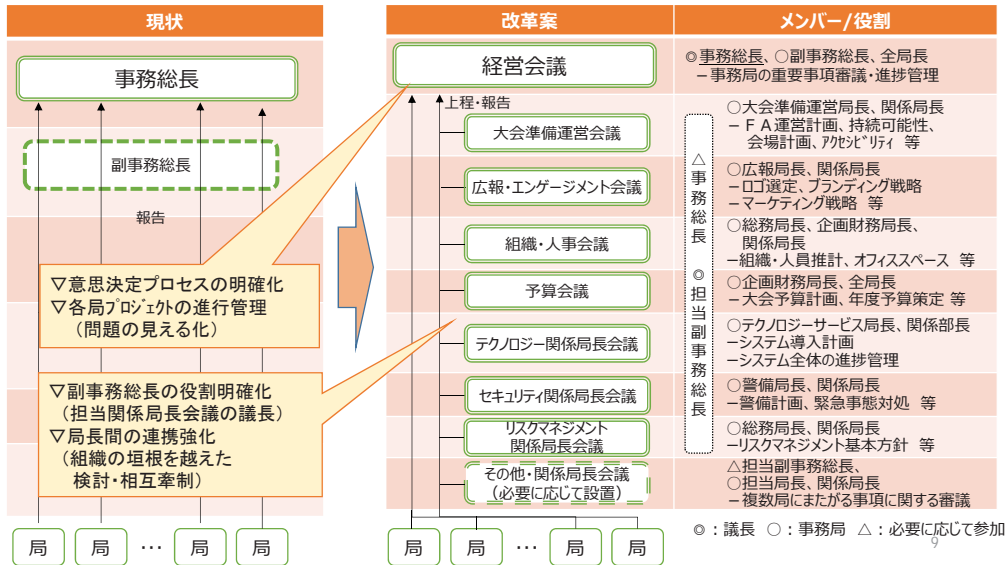 現状
事務総長
副事務総長
報告
▽意思決定プロセスの明確化
▽各局ﾌﾟﾛｼﾞｪｸﾄの進行管理
（問題の見える化）
▽副事務総長の役割明確化
（担当関係局長会議の議長）
▽局長間の連携強化
（組織の垣根を越えた
検討・相互牽制）
局 局 … 局 局
改革案
メンバー/役割
経営会議
◎事務総長、○副事務総長、全局長
－事務局の重要事項審議・進捗管理
上程・報告
△事務総長 ◎担当副事務総長
大会準備運営会議
○大会準備運営局長、関係局長
－ＦＡ運営計画、持続可能性、
会場計画、ｱｸｾｼﾋﾞﾘﾃｨ 等
広報・エンゲージメント会議
○広報局長、関係局長
－ロゴ選定、ブランディング戦略
－マーケティング戦略 等
組織・人事会議
○総務局長、企画財務局長、
関係局長
－組織・人員推計、オフィススペース 等
予算会議
○企画財務局長、全局長
－大会予算計画、年度予算策定 等
テクノロジー関係局長会議
○テクノロジーサービス局長、関係部長
－システム導入計画
－システム全体の進捗管理
セキュリティ関係局長会議
○警備局長、関係局長
－警備計画、緊急事態対処 等
リスクマネジメント
関係局長会議
○総務局長、関係局長
－リスクマネジメント基本方針 等
その他・関係局長会議
（必要に応じて設置）
△担当副事務総長、
○担当局長、関係局長
－複数局にまたがる事項に関する審議
局 局 … 局 局
◎：議長 ○：事務局 △：必要に応じて参加
9